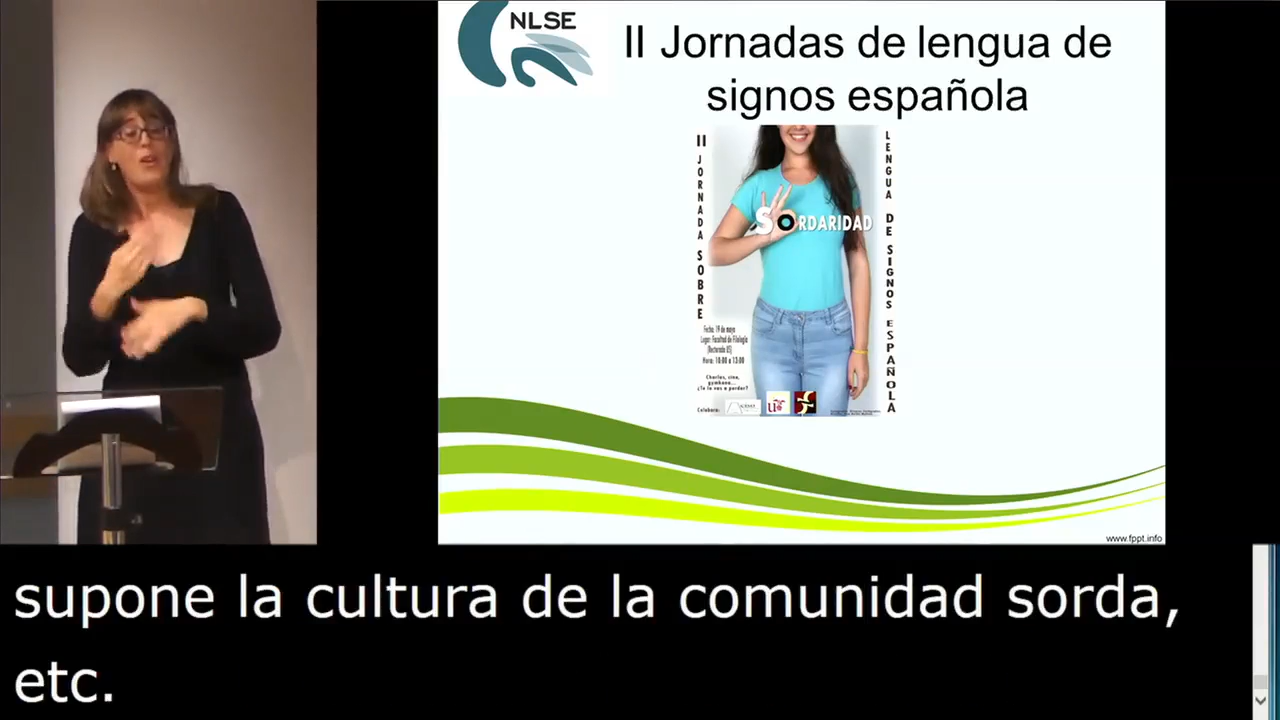 NLSE
II Jornadas de lengua de
signos española
II JORNADA SOBRE
LENGUA DE SIGNOS ESPAÑOLA
SORDARIDAD
Fecha: 19 de mayo
Lugar: Facultad de Filología
(Rectorado US)
Hora: 10:00 a 13:00
Charlas, cine,
gymkana...
¿Te lo vas a perder?
Colabora:
www.fppt.info
supone la cultura de la comunidad sorda,
etc.